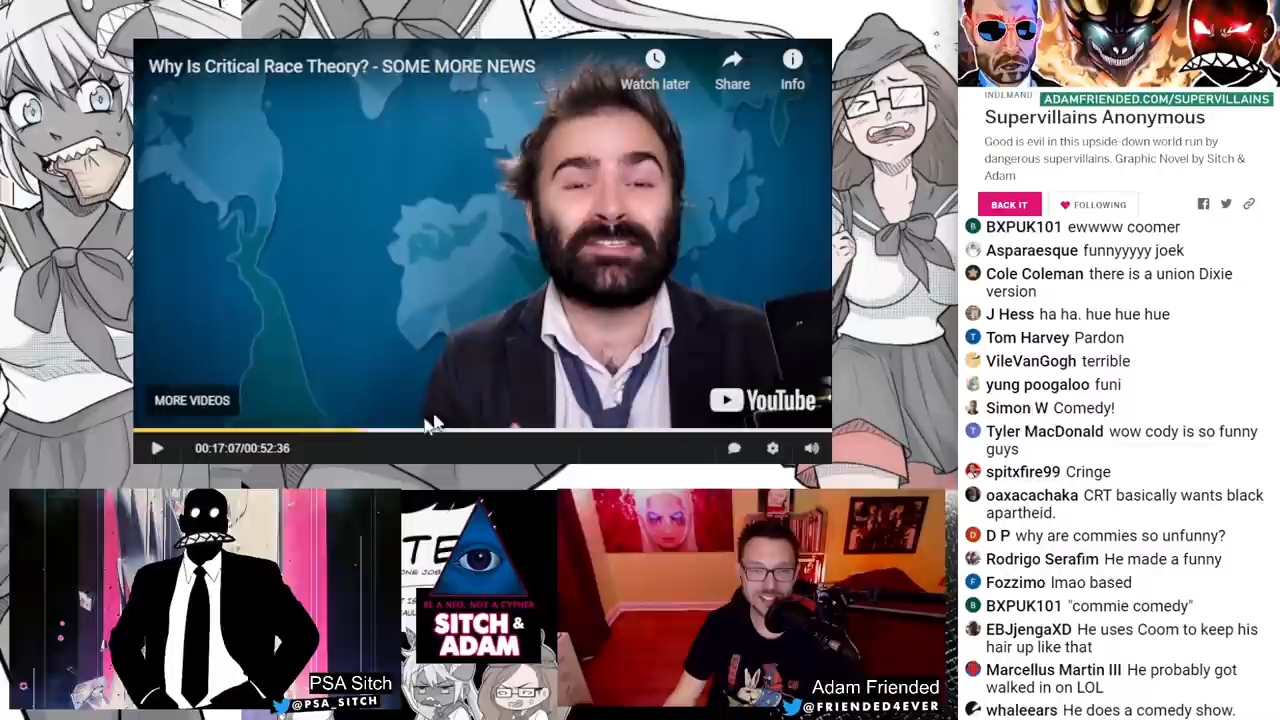 Why Is Critical Race Theory? - SOME MORE NEWS
Watch later
Share
Info
MORE VIDEOS
YouTube
00:17:07/00:52:36
INDEMAND
ADAMFRIENDED.COM/SUPERVILLAINS
Supervillains Anonymous
Good is evil in this upside-down world run by
dangerous supervillains. Graphic Novel by Sitch &
Adam
BACK IT
FOLLOWING
BXPUK101 ewwww coomer
Asparaesque funnyyyyy joek
Cole Coleman there is a union Dixie
version
J Hess ha ha. hue hue hue
Tom Harvey Pardon
VileVanGogh terrible
yung poogaloo funi
Simon W Comedy!
Tyler MacDonald wow cody is so funny
guys
spitxfire99 Cringe
oaxacachaka CRT basically wants black
apartheid.
D P why are commies so unfunny?
Rodrigo Serafim He made a funny
Fozzimo lmao based
BXPUK101 "commie comedy"
EBJjengaXD He uses Coom to keep his
hair up like that
Marcellus Martin III He probably got
walked in on LOL
whaleears He does a comedy show.
PSA Sitch
@PSA_SITCH
BE A NEO, NOT A CYPHER
SITCH &
ADAM
Adam Friended
@FRIENDED4EVER